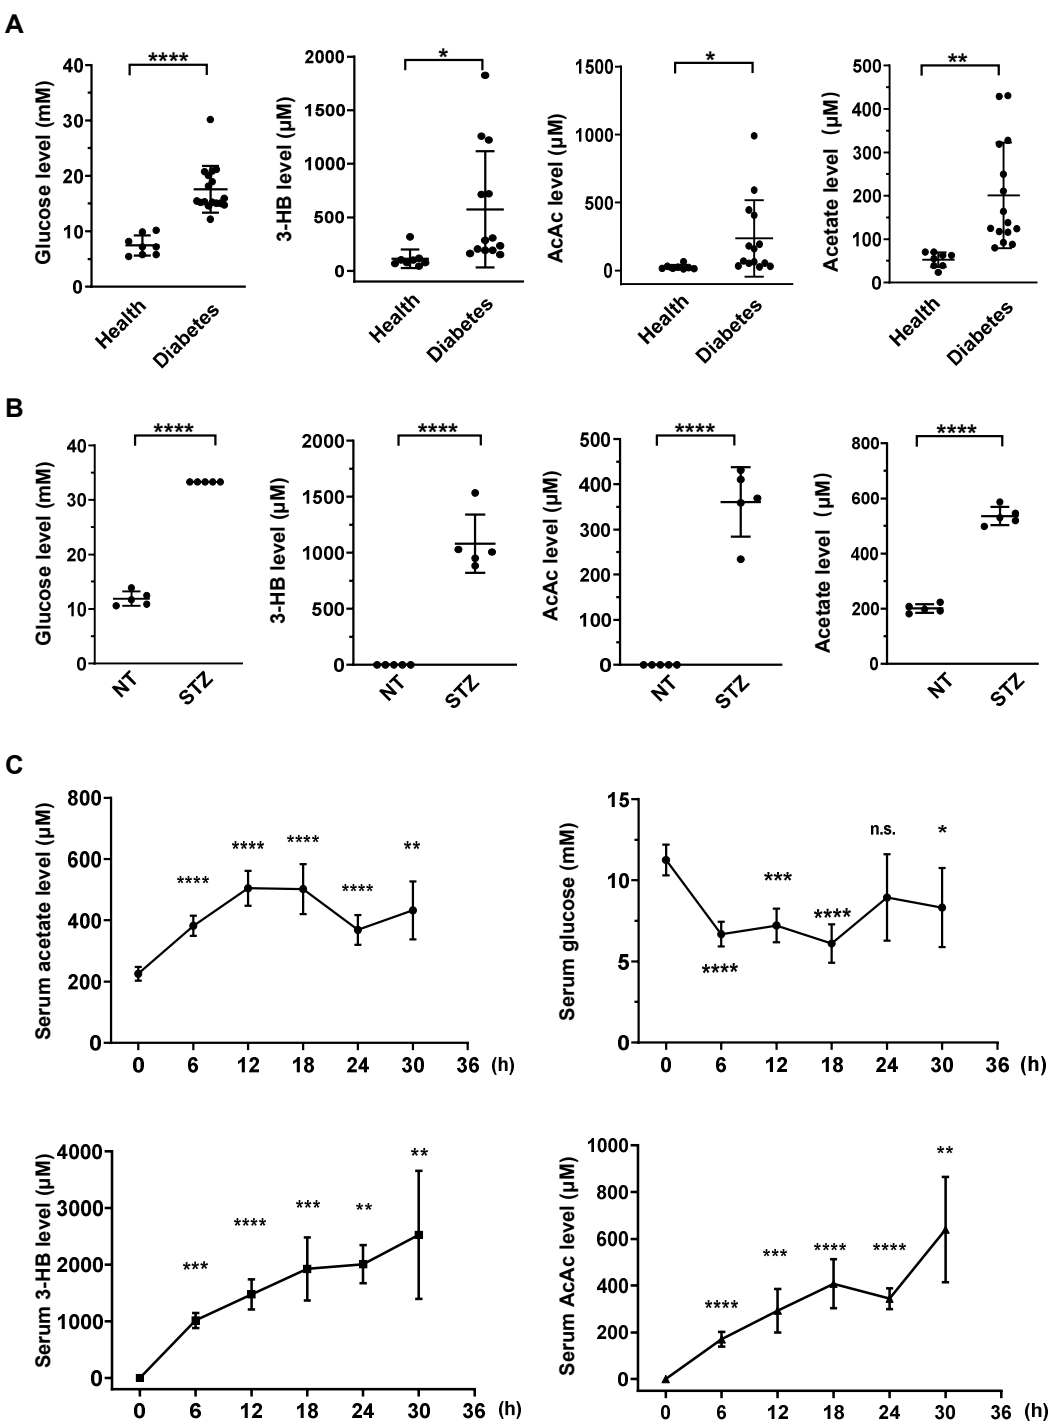 A
Glucose level (mM)
40
30
20
10
0
****
Health
Diabetes
3-HB level (μM)
2000
1500
1000
500
0
*
Health
Diabetes
AcAc level (μM)
1500
1000
500
0
*
Health
Diabetes
Acetate level (μM)
500
400
300
200
100
0
**
Health
Diabetes
B
Glucose level (mM)
40
30
20
10
0
****
NT
STZ
3-HB level (μM)
2000
1500
1000
500
0
****
NT
STZ
AcAc level (μM)
500
400
300
200
100
0
****
NT
STZ
Acetate level (μM)
800
600
400
200
0
****
NT
STZ
C
Serum acetate level (μM)
800
600
400
200
0
**** **** **** **** **
0 6 12 18 24 30 36 (h)
Serum glucose (mM)
15
10
5
0
**** *** **** n.s. *
0 6 12 18 24 30 36 (h)
Serum 3-HB level (μM)
4000
3000
2000
1000
0
*** **** *** ** **
0 6 12 18 24 30 36 (h)
Serum AcAc level (μM)
1000
800
600
400
200
0
**** *** **** **** **
0 6 12 18 24 30 36 (h)